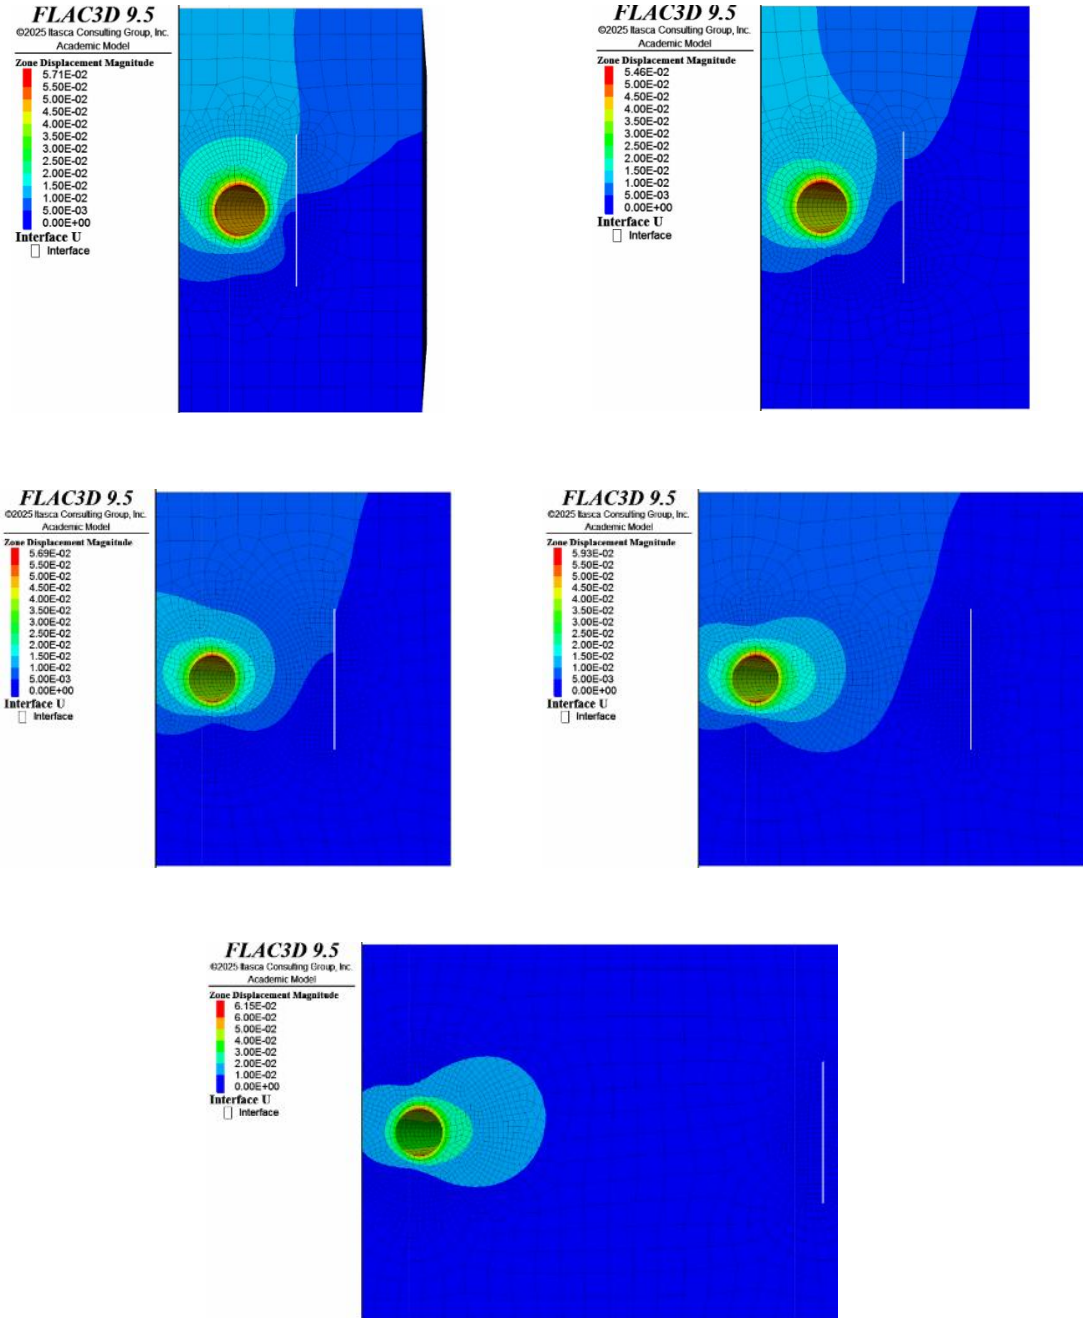 FLAC3D 9.5
©2025 Itasca Consulting Group, Inc.
Academic Model
Zone Displacement Magnitude
5.71E-02
5.50E-02
5.00E-02
4.50E-02
4.00E-02
3.50E-02
3.00E-02
2.50E-02
2.00E-02
1.50E-02
1.00E-02
5.00E-03
0.00E+00
Interface U
Interface
FLAC3D 9.5
©2025 Itasca Consulting Group, Inc.
Academic Model
Zone Displacement Magnitude
5.46E-02
5.00E-02
4.50E-02
4.00E-02
3.50E-02
3.00E-02
2.50E-02
2.00E-02
1.50E-02
1.00E-02
5.00E-03
0.00E+00
Interface U
Interface
FLAC3D 9.5
©2025 Itasca Consulting Group, Inc.
Academic Model
Zone Displacement Magnitude
5.69E-02
5.50E-02
5.00E-02
4.50E-02
4.00E-02
3.50E-02
3.00E-02
2.50E-02
2.00E-02
1.50E-02
1.00E-02
5.00E-03
0.00E+00
Interface U
Interface
FLAC3D 9.5
©2025 Itasca Consulting Group, Inc.
Academic Model
Zone Displacement Magnitude
5.93E-02
5.50E-02
5.00E-02
4.50E-02
4.00E-02
3.50E-02
3.00E-02
2.50E-02
2.00E-02
1.50E-02
1.00E-02
5.00E-03
0.00E+00
Interface U
Interface
FLAC3D 9.5
©2025 Itasca Consulting Group, Inc.
Academic Model
Zone Displacement Magnitude
6.15E-02
6.00E-02
5.00E-02
4.00E-02
3.00E-02
2.00E-02
1.00E-02
0.00E+00
Interface U
Interface